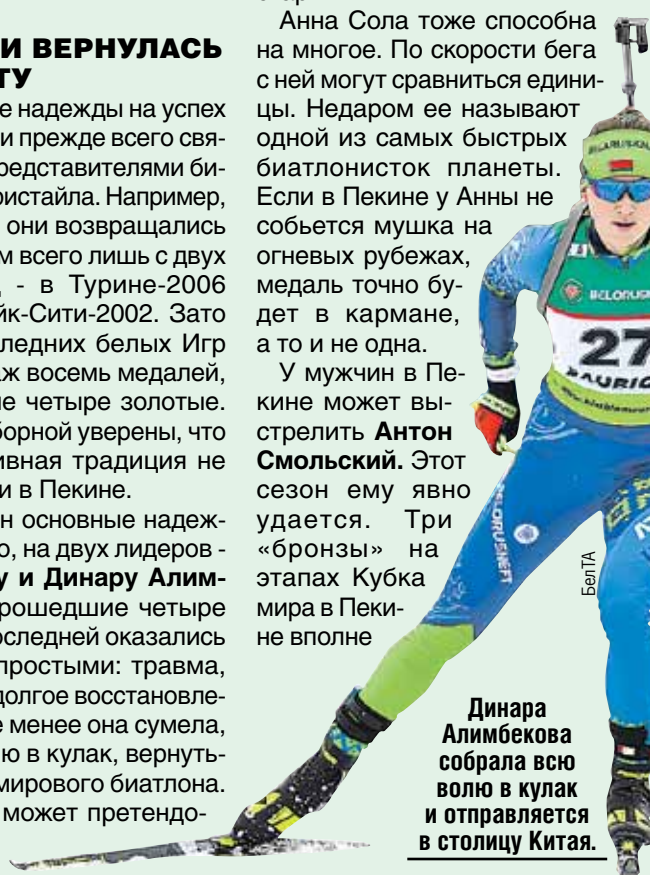 И ВЕРНУЛАСЬ
ТУ
е надежды на успех
и прежде всего свя-
редставителями би-
ристайла. Например,
они возвращались
м всего лишь с двух
- в Турине-2006
йк-Сити-2002. Зато
ледних белых Игр
аж восемь медалей,
ле четыре золотые.
борной уверены, что
ивная традиция не
и в Пекине.
н основные надеж-
о, на двух лидеров -
у и Динару Алим-
рошедшие четыре
оследней оказались
простыми: травма,
долгое восстановле-
е менее она сумела,
ю в кулак, вернуть-
мирового биатлона.
может претендо-
Анна Сола тоже способна
на многое. По скорости бега
с ней могут сравниться едини-
цы. Недаром ее называют
одной из самых быстрых
биатлонисток планеты.
Если в Пекине у Анны не
собьется мушка на
огневых рубежах,
медаль точно бу-
дет в кармане,
а то и не одна.
У мужчин в Пе-
кине может вы-
стрелить Антон
Смольский. Этот
сезон ему явно
удается. Три
«бронзы» на
этапах Кубка
мира в Пеки-
не вполне
27
BELORUSNEFT
БелТА
Динара
Алимбекова
собрала всю
волю в кулак
и отправляется
в столицу Китая.